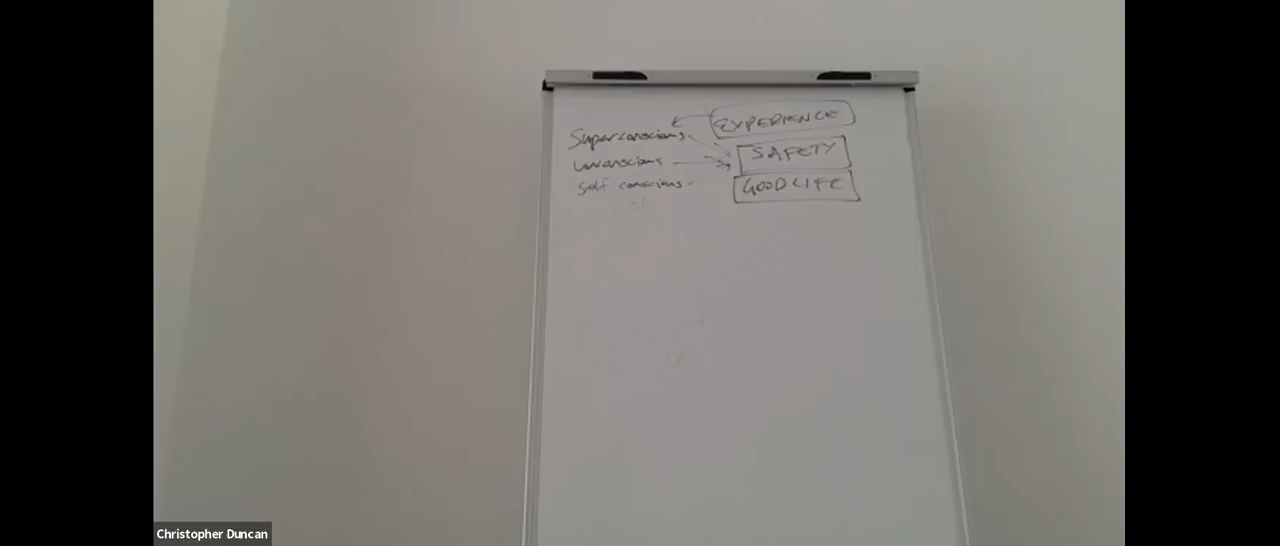 Superconscious EXPERIENCE
unconscious SAFETY
Self conscious GOOD LIFE
Christopher Duncan